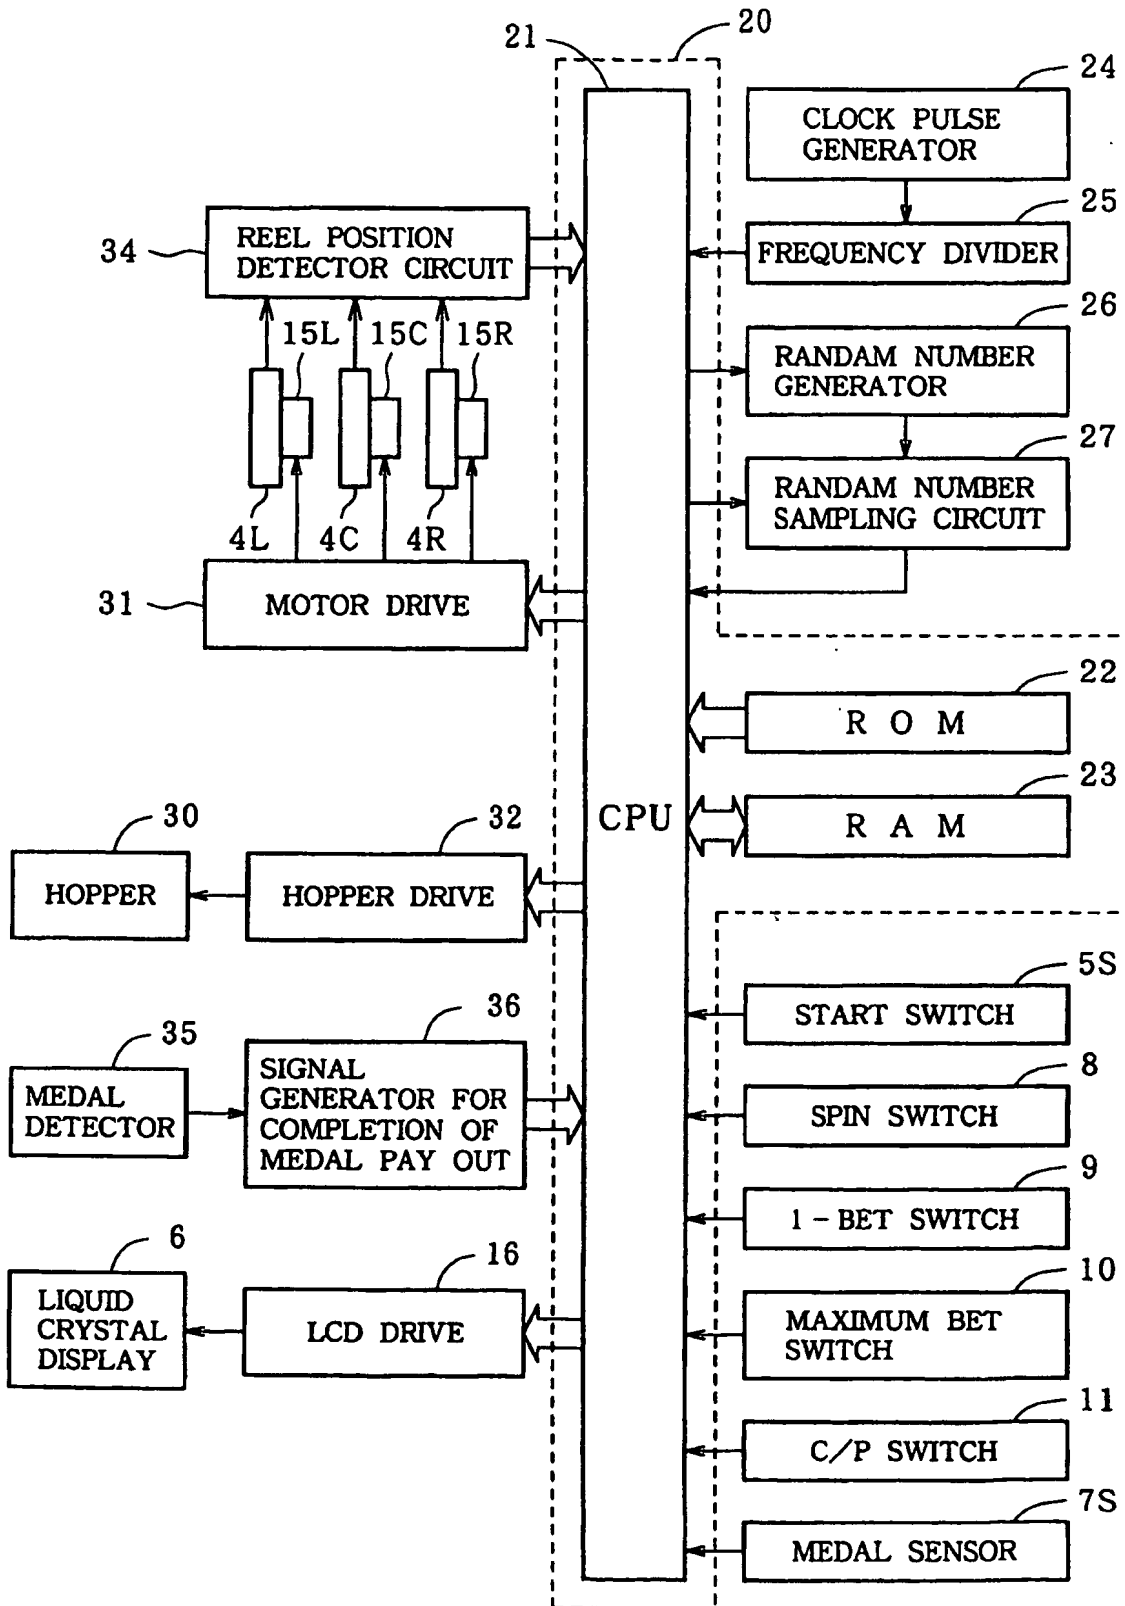 20
21
24
CLOCK PULSE
GENERATOR
25
FREQUENCY DIVIDER
34
REEL POSITION
DETECTOR CIRCUIT
26
RANDAM NUMBER
GENERATOR
15L
15C
15R
27
RANDAM NUMBER
SAMPLING CIRCUIT
4L
4C
4R
31
MOTOR DRIVE
22
R O M
23
R A M
CPU
30
HOPPER
32
HOPPER DRIVE
5S
START SWITCH
35
MEDAL
DETECTOR
36
SIGNAL
GENERATOR FOR
COMPLETION OF
MEDAL PAY OUT
8
SPIN SWITCH
9
1-BET SWITCH
6
LIQUID
CRYSTAL
DISPLAY
16
LCD DRIVE
10
MAXIMUM BET
SWITCH
11
C/P SWITCH
7S
MEDAL SENSOR